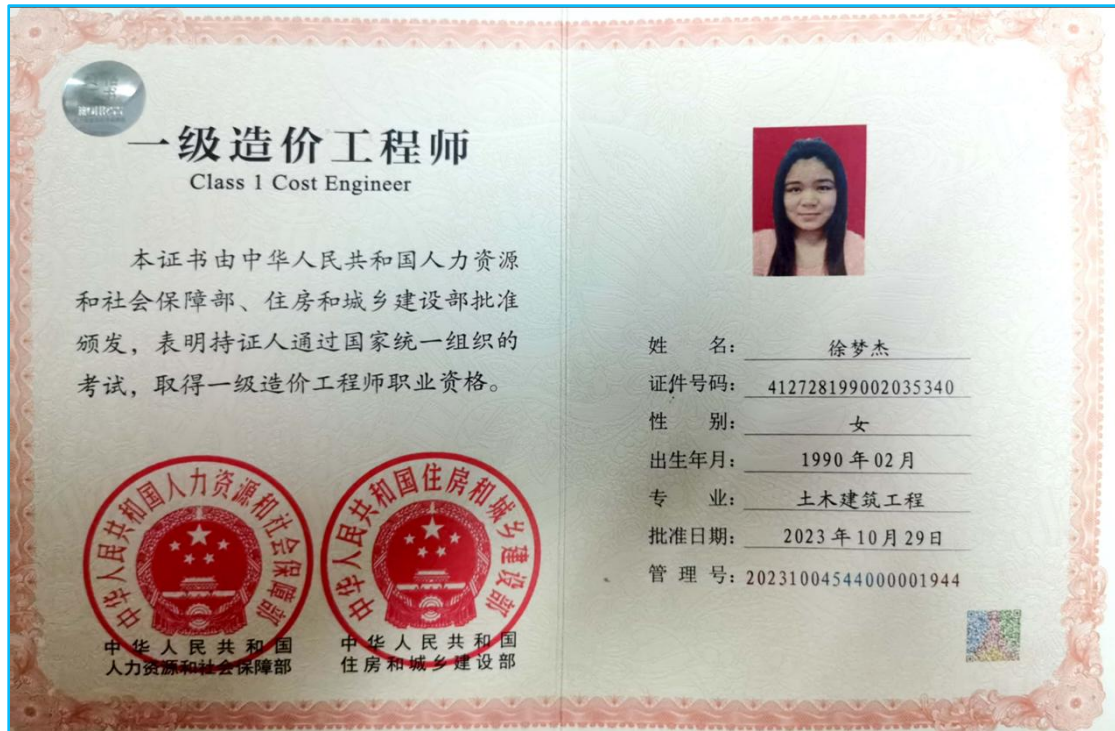 一级造价工程师
Class 1 Cost Engineer
本证书由中华人民共和国人力资源
和社会保障部、住房和城乡建设部批准
颁发，表明持证人通过国家统一组织的
考试，取得一级造价工程师职业资格。
中华人民共和国人力资源和社会保障部
中华人民共和国
人力资源和社会保障部
中华人民共和国住房和城乡建设部
中华人民共和国
住房和城乡建设部
姓 名：徐梦杰
证件号码：412728199002035340
性 别：女
出生年月：1990年02月
专 业：土木建筑工程
批准日期：2023年10月29日
管 理 号：20231004544000001944